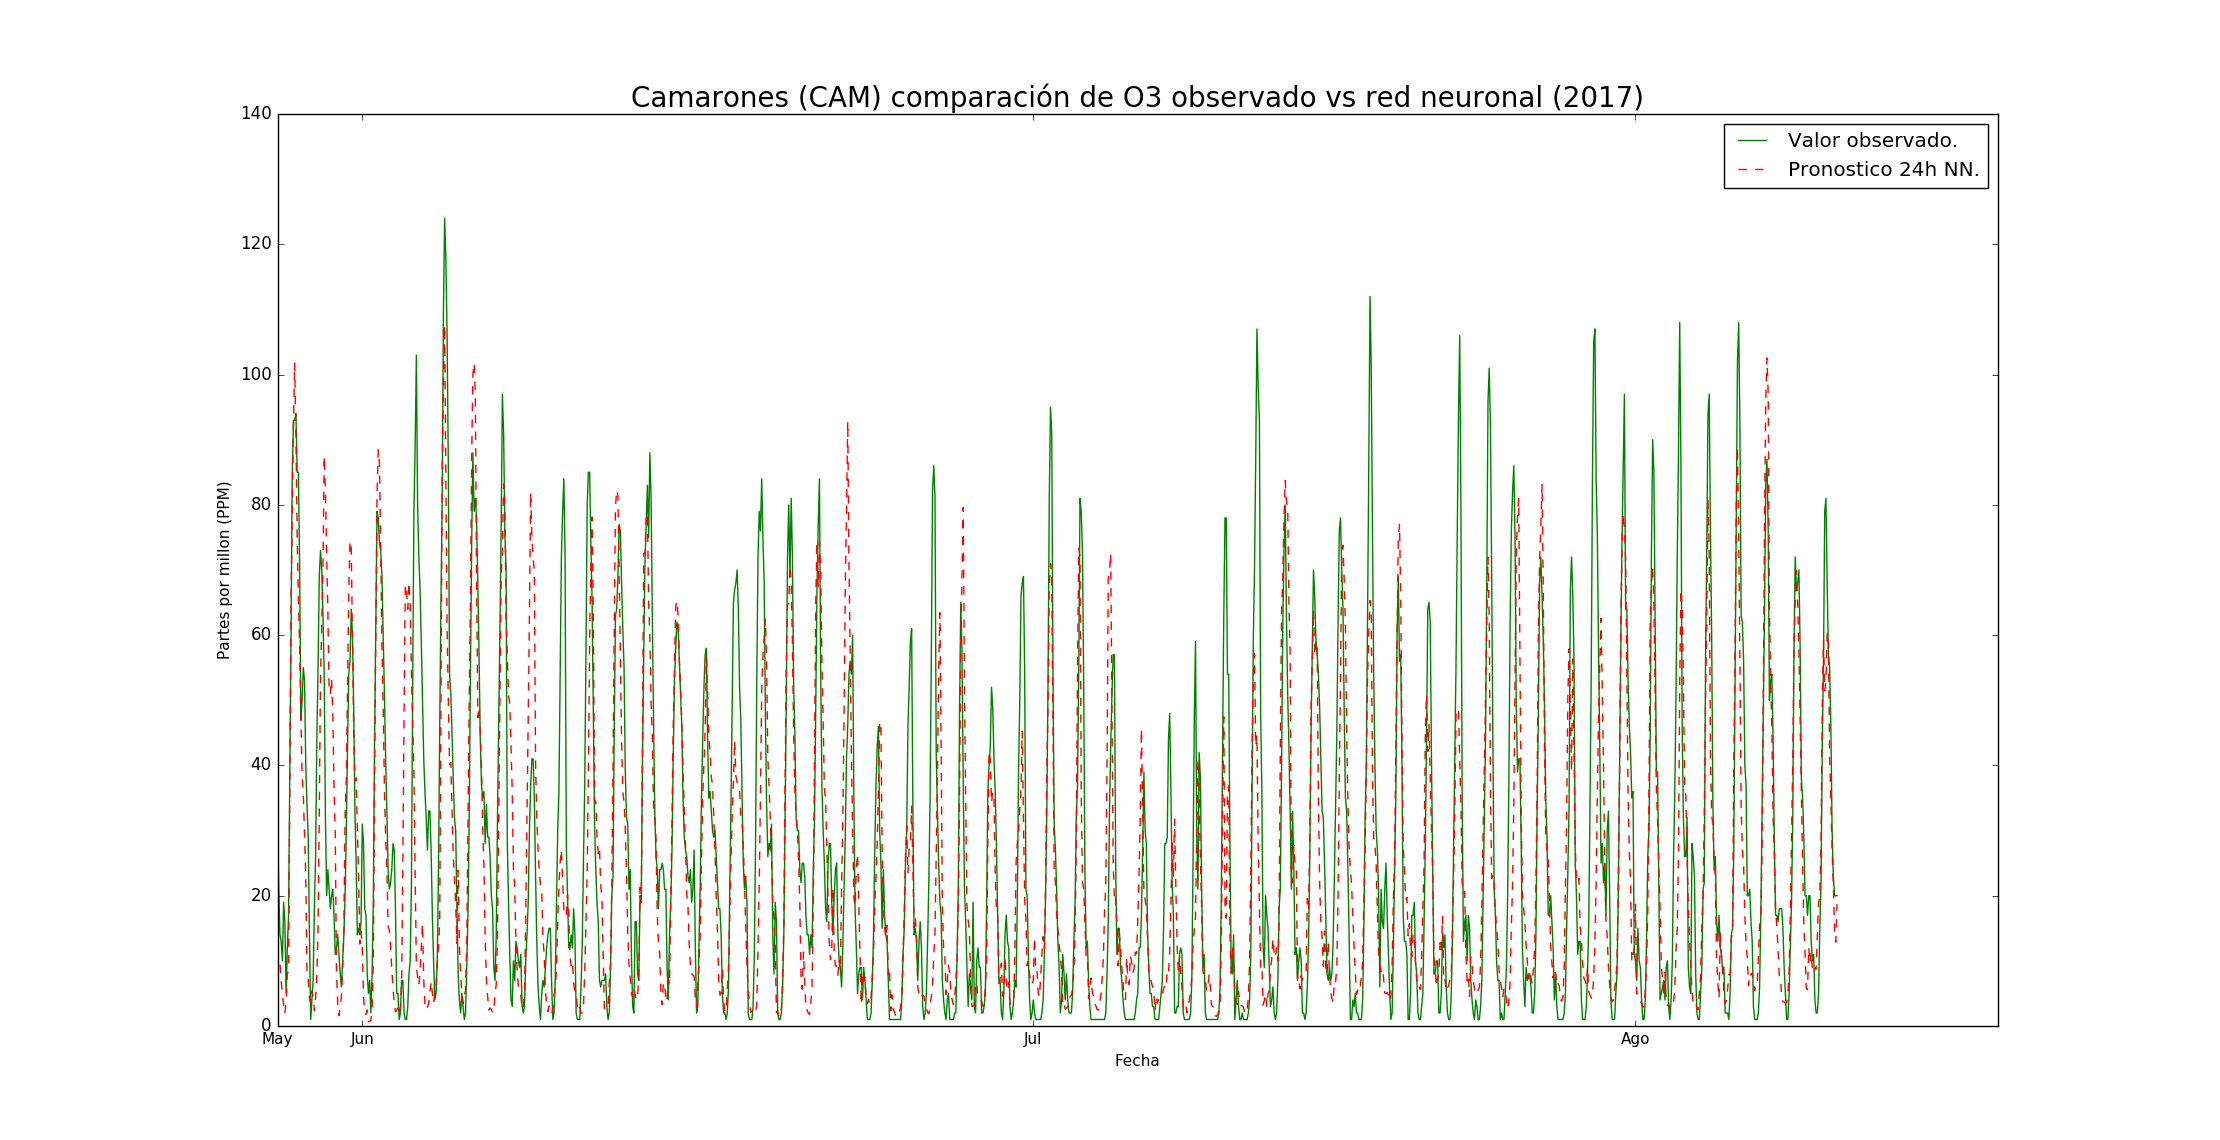 Camarones (CAM) comparación de O3 observado vs red neuronal (2017)
140
120
100
80
60
40
20
0
Partes por millon (PPM)
Valor observado.
Pronostico 24h NN.
May
Jun
Jul
Ago
Fecha